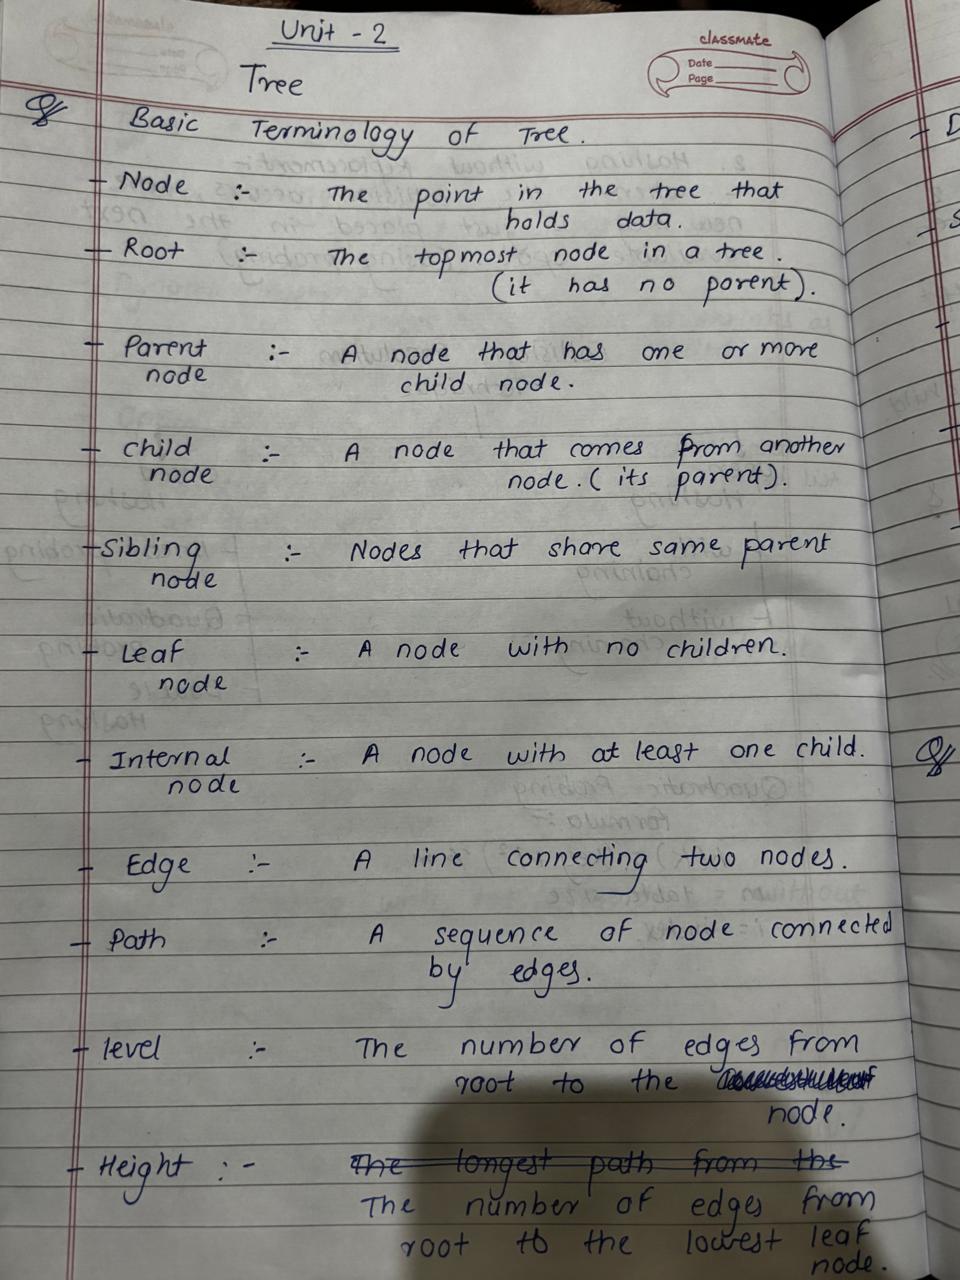 Unit - 2
classmate
Date
Page
Tree
Basic Terminology of Tree.
- Node :- The point in the tree that
holds data.
- Root :- The topmost node in a tree.
(it has no porent).
- Parent :- A node that has one or more
node child node.
- child :- A node that comes from another
node node. (its parent).
- Sibling :- Nodes that share same parent
node
- Leaf :- A node with no children.
node
- Internal :- A node with at least one child.
node
- Edge :- A line connecting two nodes.
- Path :- A sequence of node connected
by edges.
- level :- The number of edges from
root to the
node.
- Height :- The longest path from the
The number of edges from
root to the lowest leaf
node.